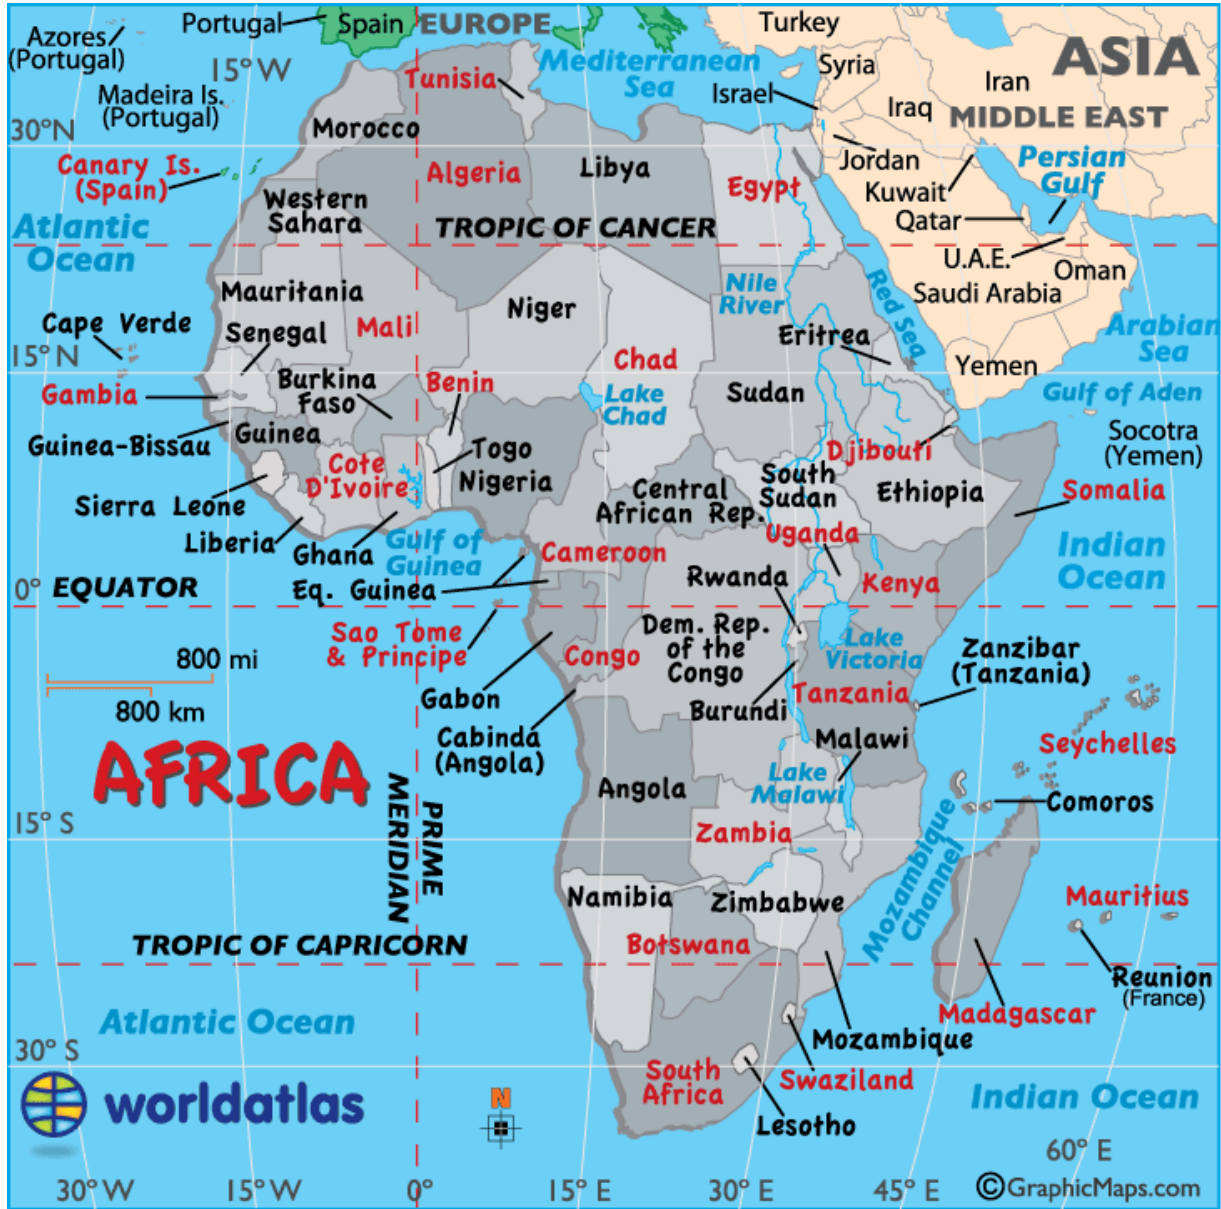 Portugal
Spain
EUROPE
Turkey
Azores
(Portugal)
15° W
Tunisia
Mediterranean
Sea
Syria
ASIA
Israel
Iraq
Iran
Madeira Is.
(Portugal)
30°N
Morocco
MIDDLE EAST
Canary Is.
(Spain)
Algeria
Libya
Egypt
Jordan
Kuwait
Persian
Gulf
Qatar
Western
Sahara
Atlantic
Ocean
TROPIC OF CANCER
U.A.E.
Oman
Saudi Arabia
Nile
River
Red Sea
Mauritania
Niger
Cape Verde
Senegal
Mali
Chad
Eritrea
Arabian
Sea
15° N
Yemen
Gambia
Burkina
Faso
Benin
Lake
Chad
Sudan
Gulf of Aden
Guinea-Bissau
Guinea
Togo
Nigeria
Djibouti
Socotra
(Yemen)
Cote
D'Ivoire
Central
African Rep.
South
Sudan
Ethiopia
Somalia
Sierra Leone
Liberia
Ghana
Gulf of
Guinea
Cameroon
Uganda
Indian
Ocean
0°
EQUATOR
Eq. Guinea
Rwanda
Kenya
Sao Tome
& Principe
Congo
Dem. Rep.
of the
Congo
Lake
Victoria
Zanzibar
(Tanzania)
800 mi
800 km
Gabon
Burundi
Tanzania
Cabinda
(Angola)
Malawi
Seychelles
AFRICA
PRIME
MERIDIAN
Angola
Lake
Malawi
Comoros
15° S
Zambia
Mozambique
Channel
Namibia
Zimbabwe
Mauritius
TROPIC OF CAPRICORN
Botswana
Reunion
(France)
Atlantic Ocean
Madagascar
Mozambique
30° S
South
Africa
Swaziland
Lesotho
Indian Ocean
worldatlas
N
60° E
30° W
15° W
0°
15° E
30° E
45° E
©GraphicMaps.com